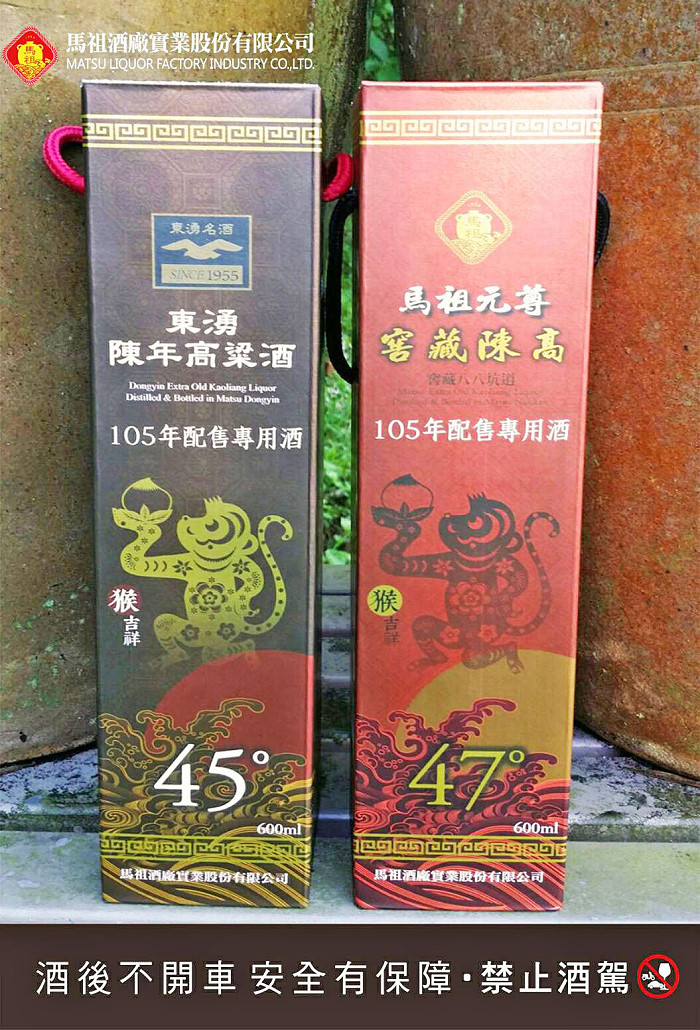 馬祖酒廠實業股份有限公司
MATSU LIQUOR FACTORY INDUSTRY CO.,LTD.
馬祖
東湧名酒
SINCE 1955
東湧
陳年高粱酒
Dongyin Extra Old Kaoliang Liquor
Distilled & Bottled in Matsu Dongyin
105年配售專用酒
猴
吉祥
45°
600ml
馬祖酒廠實業股份有限公司
馬祖
馬祖元尊
窖藏陳高
窖藏八八坑道
105年配售專用酒
猴
吉祥
47°
600ml
馬祖酒廠實業股份有限公司
酒後不開車 安全有保障·禁止酒駕